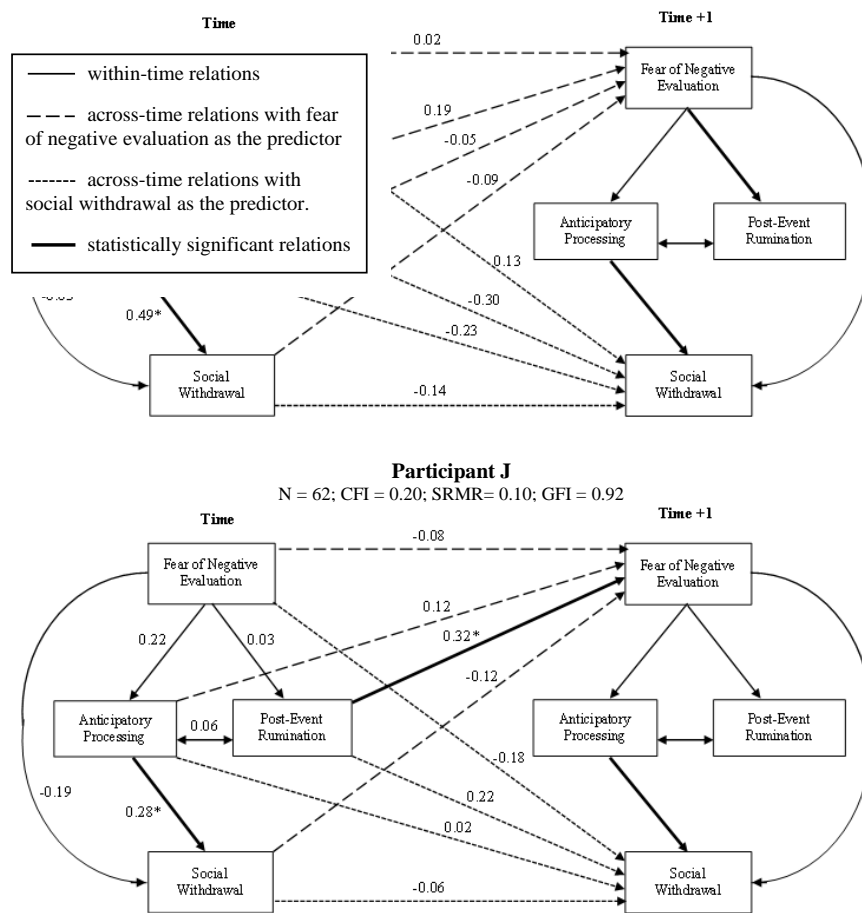 Time
Time +1
within-time relations
across-time relations with fear
of negative evaluation as the predictor
across-time relations with
social withdrawal as the predictor.
statistically significant relations
0.02
0.19
-0.05
-0.09
Fear of Negative
Evaluation
Anticipatory
Processing
Post-Event
Rumination
0.13
-0.30
-0.23
0.49*
Social
Withdrawal
-0.14
Social
Withdrawal
Participant J
N = 62; CFI = 0.20; SRMR= 0.10; GFI = 0.92
Time
Time +1
-0.08
Fear of Negative
Evaluation
Fear of Negative
Evaluation
0.12
0.32*
0.22
0.03
-0.12
Anticipatory
Processing
0.06
Post-Event
Rumination
Anticipatory
Processing
Post-Event
Rumination
-0.18
-0.19
0.28*
0.22
0.02
Social
Withdrawal
-0.06
Social
Withdrawal